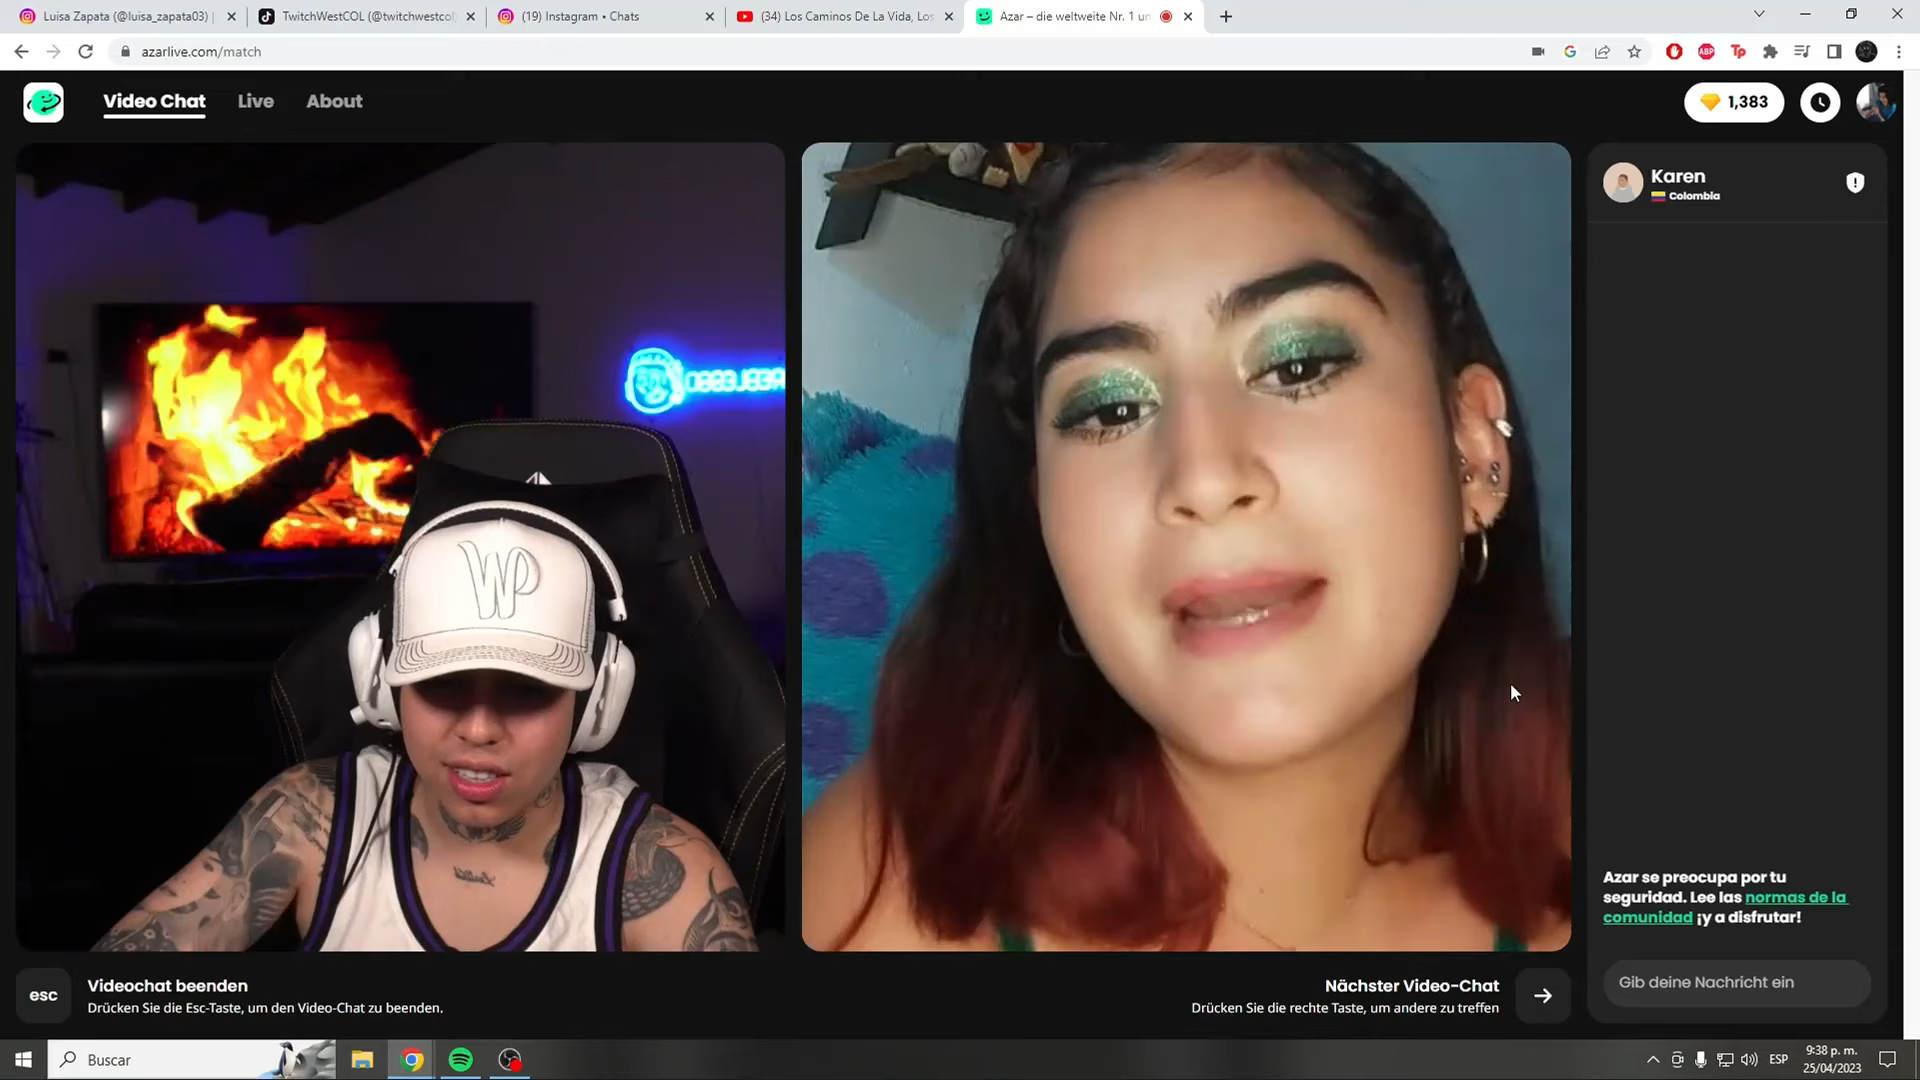 Luisa Zapata (@luisa_zapata03) |
TwitchWestCOL (@twitchwestcol
(19) Instagram • Chats
(34) Los Caminos De La Vida, Los
Azar – die weltweite Nr. 1 un
azarlive.com/match
ABP
Tp
Video Chat
Live
About
1,383
Karen
Colombia
WP
Azar se preocupa por tu
seguridad. Lee las normas de la
comunidad ¡y a disfrutar!
esc
Videochat beenden
Drücken Sie die Esc-Taste, um den Video-Chat zu beenden.
Nächster Video-Chat
Drücken Sie die rechte Taste, um andere zu treffen
Gib deine Nachricht ein
Buscar
ESP
9:38 p. m.
25/04/2023